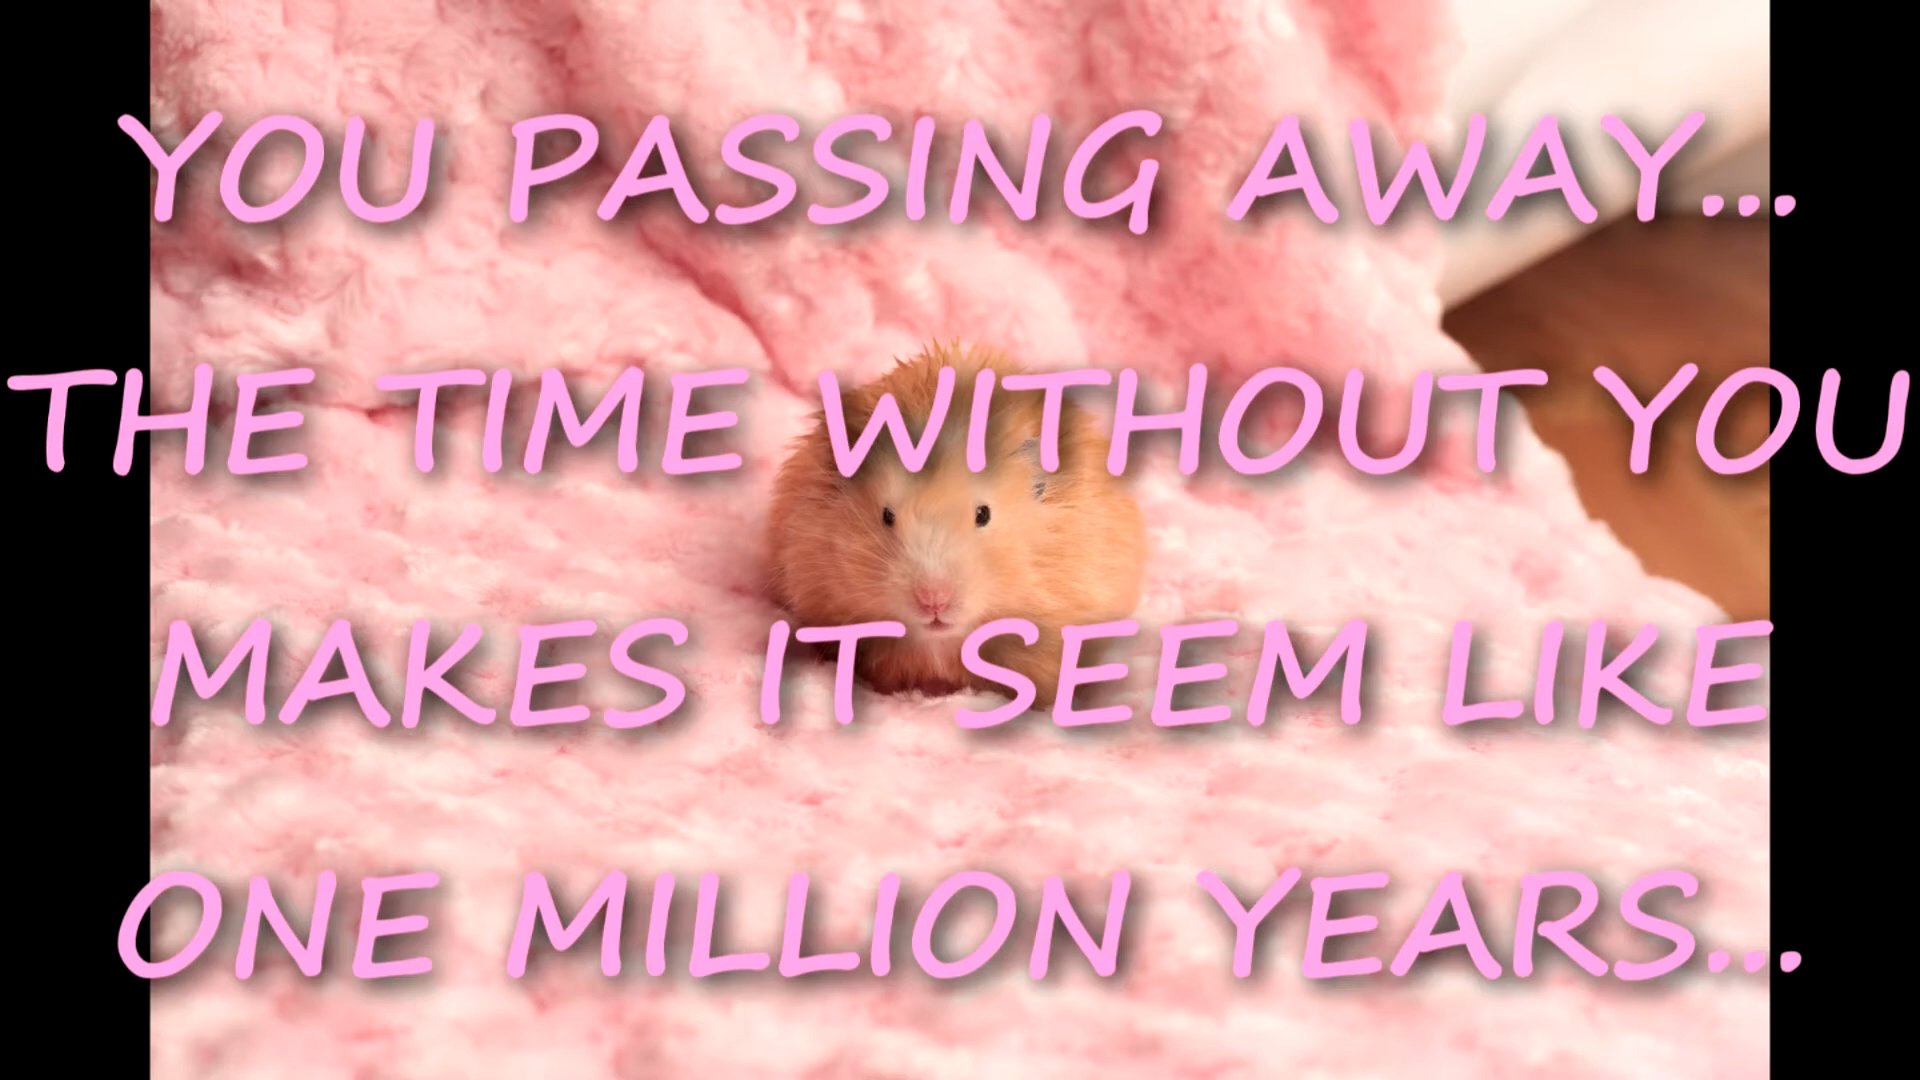 YOU PASSING AWAY...
THE TIME WITHOUT YOU
MAKES IT SEEM LIKE
ONE MILLION YEARS...